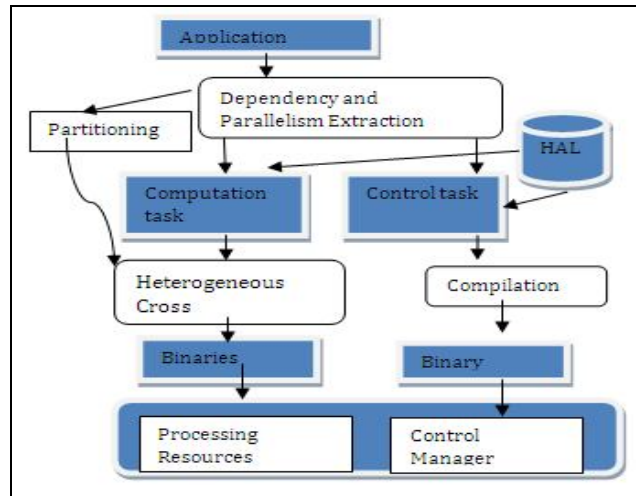 Application
Dependency and
Parallelism Extraction
Partitioning
HAL
Computation
task
Control task
Heterogeneous
Cross
Compilation
Binaries
Binary
Processing
Resources
Control
Manager